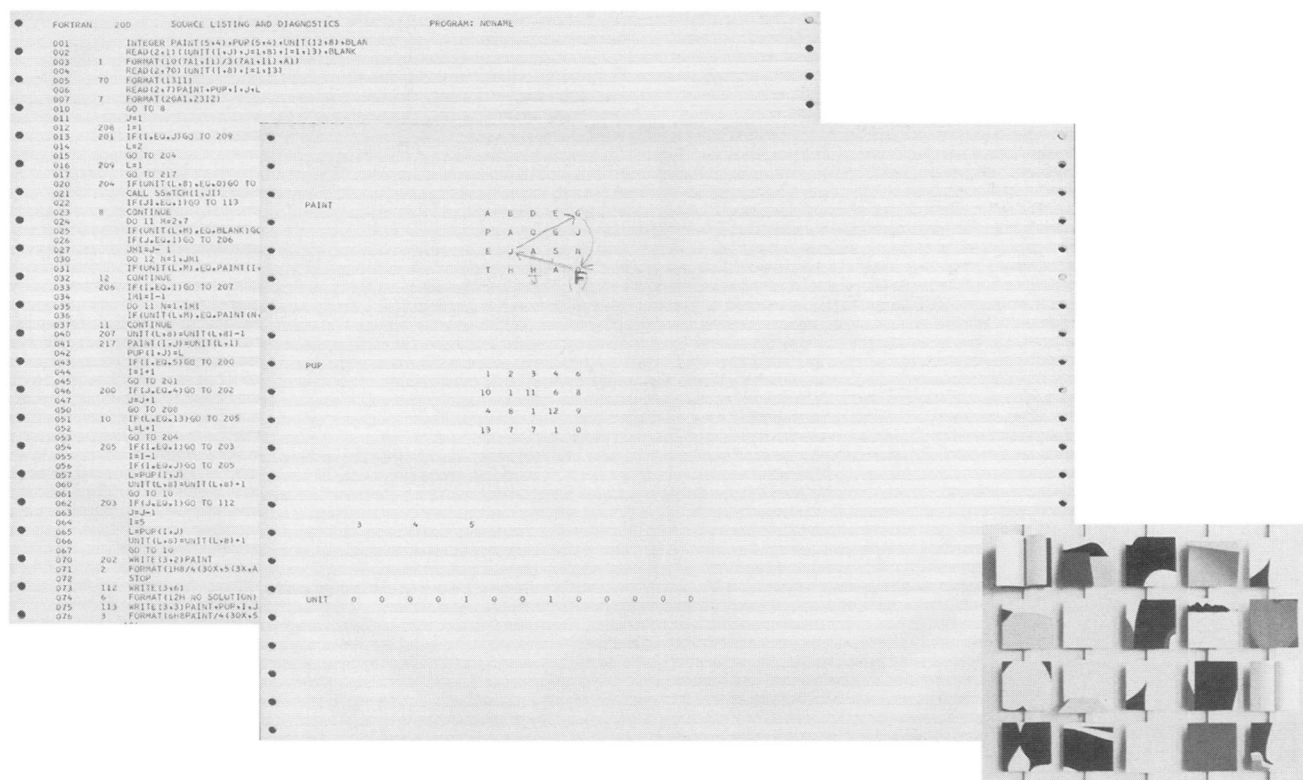 FORTRAN 200 SOURCE LISTING AND DIAGNOSTICS PROGRAM: NONAME
001 INTEGER PAINT(5,4),PUP(5,4),UNIT(13,8),BLAN
002 READ(2,1)((UNIT(I,J),J=1,8),I=1,13),BLANK
003 1 FORMAT(10(7A1,I1)/3(7A1,I1),A1)
004 READ(2,70)(UNIT(I,8),I=1,13)
005 70 FORMAT(13I1)
006 READ(2,7)PAINT,PUP,I,J,L
007 7 FORMAT(20A1,23I2)
010 GO TO 8
011 J=1
012 208 I=1
013 201 IF(I.EQ.J)GO TO 209
014 L=2
015 GO TO 204
016 209 L=1
017 GO TO 217
020 204 IF(UNIT(L,8).EQ.0)GO TO
021 CALL SSWTCH(1,JI)
022 IF(JI.EQ.1)GO TO 113
023 8 CONTINUE
024 DO 11 M=2,7
025 IF(UNIT(L,M).EQ.BLANK)GO
026 IF(J.EQ.1)GO TO 206
027 JM1=J- 1
030 DO 12 N=1,JM1
031 IF(UNIT(L,M).EQ.PAINT(I,
032 12 CONTINUE
033 206 IF(I.EQ.1)GO TO 207
034 IM1=I-1
035 DO 11 N=1,IM1
036 IF(UNIT(L,M).EQ.PAINT(N,
037 11 CONTINUE
040 207 UNIT(L,8)=UNIT(L,8)-1
041 217 PAINT(I,J)=UNIT(L,1)
042 PUP(I,J)=L
043 IF(I.EQ.5)GO TO 200
044 I=I+1
045 GO TO 201
046 200 IF(J.EQ.4)GO TO 202
047 J=J+1
050 GO TO 208
051 10 IF(L.EQ.13)GO TO 205
052 L=L+1
053 GO TO 204
054 205 IF(I.EQ.1)GO TO 203
055 I=I-1
056 IF(I.EQ.J)GO TO 205
057 L=PUP(I,J)
060 UNIT(L,8)=UNIT(L,8)+1
061 GO TO 10
062 203 IF(J.EQ.1)GO TO 112
063 J=J-1
064 I=5
065 L=PUP(I,J)
066 UNIT(L,8)=UNIT(L,8)+1
067 GO TO 10
070 202 WRITE(3,2)PAINT
071 2 FORMAT(1H8/4(30X,5(3X,A
072 STOP
073 112 WRITE(3,6)
074 6 FORMAT(12H NO SOLUTION)
075 113 WRITE(3,3)PAINT,PUP,I,J
076 3 FORMAT(6H8PAINT/4(30X,5
PAINT
A B D E G
P A Q G J
E J A S N
T H H A F
PUP
1 2 3 4 6
10 1 11 6 8
4 8 1 12 9
13 7 7 1 0
3 4 5
UNIT 0 0 0 0 1 0 0 1 0 0 0 0 0